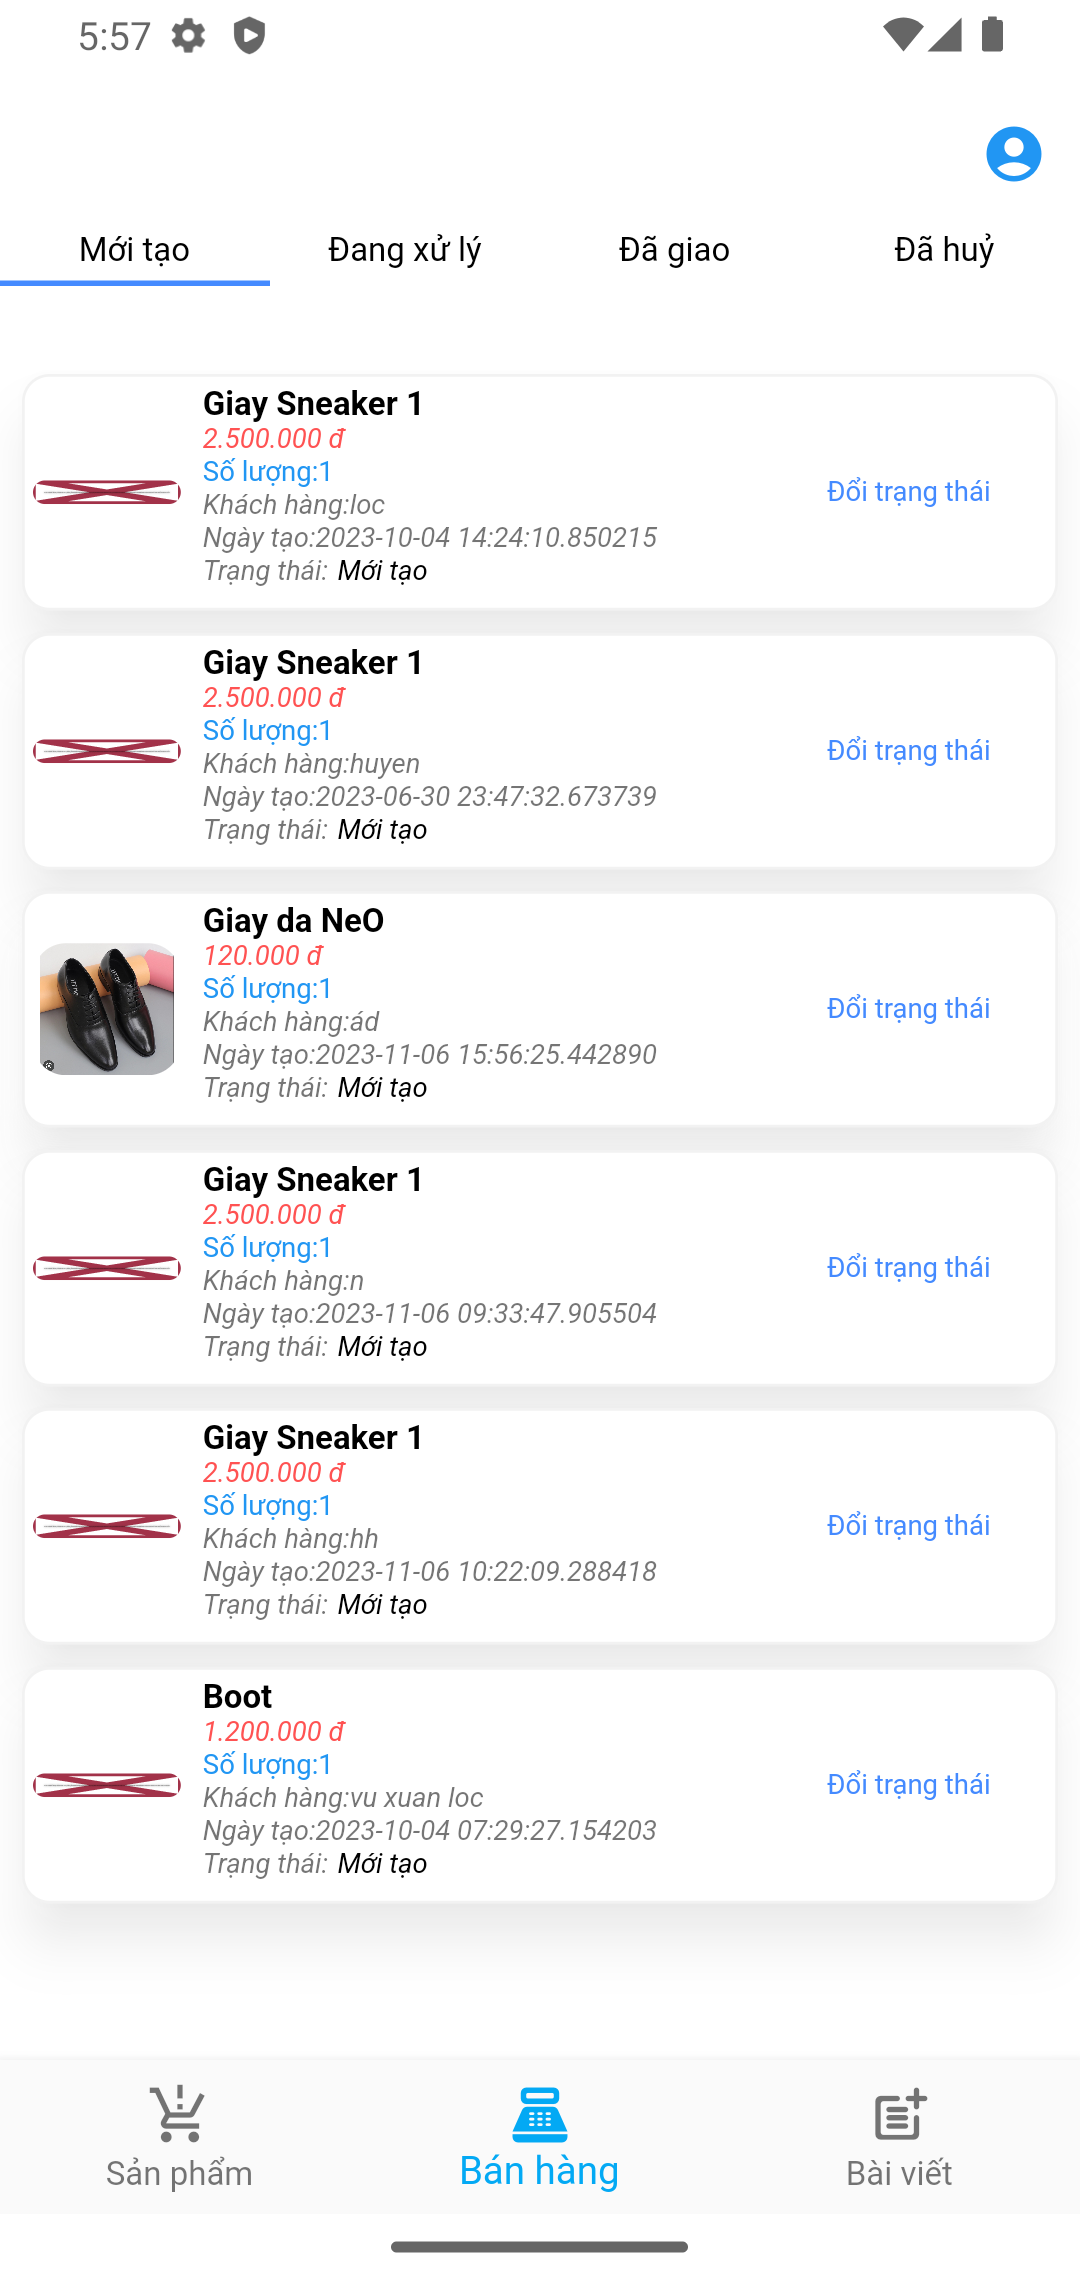 5:57
Mới tạo
Đang xử lý
Đã giao
Đã huỷ
Giay Sneaker 1
2.500.000 đ
Số lượng:1
Khách hàng:loc
Ngày tạo:2023-10-04 14:24:10.850215
Trạng thái: Mới tạo
Đổi trạng thái
Giay Sneaker 1
2.500.000 đ
Số lượng:1
Khách hàng:huyen
Ngày tạo:2023-06-30 23:47:32.673739
Trạng thái: Mới tạo
Đổi trạng thái
Giay da NeO
120.000 đ
Số lượng:1
Khách hàng:ád
Ngày tạo:2023-11-06 15:56:25.442890
Trạng thái: Mới tạo
Đổi trạng thái
Giay Sneaker 1
2.500.000 đ
Số lượng:1
Khách hàng:n
Ngày tạo:2023-11-06 09:33:47.905504
Trạng thái: Mới tạo
Đổi trạng thái
Giay Sneaker 1
2.500.000 đ
Số lượng:1
Khách hàng:hh
Ngày tạo:2023-11-06 10:22:09.288418
Trạng thái: Mới tạo
Đổi trạng thái
Boot
1.200.000 đ
Số lượng:1
Khách hàng:vu xuan loc
Ngày tạo:2023-10-04 07:29:27.154203
Trạng thái: Mới tạo
Đổi trạng thái
Sản phẩm
Bán hàng
Bài viết